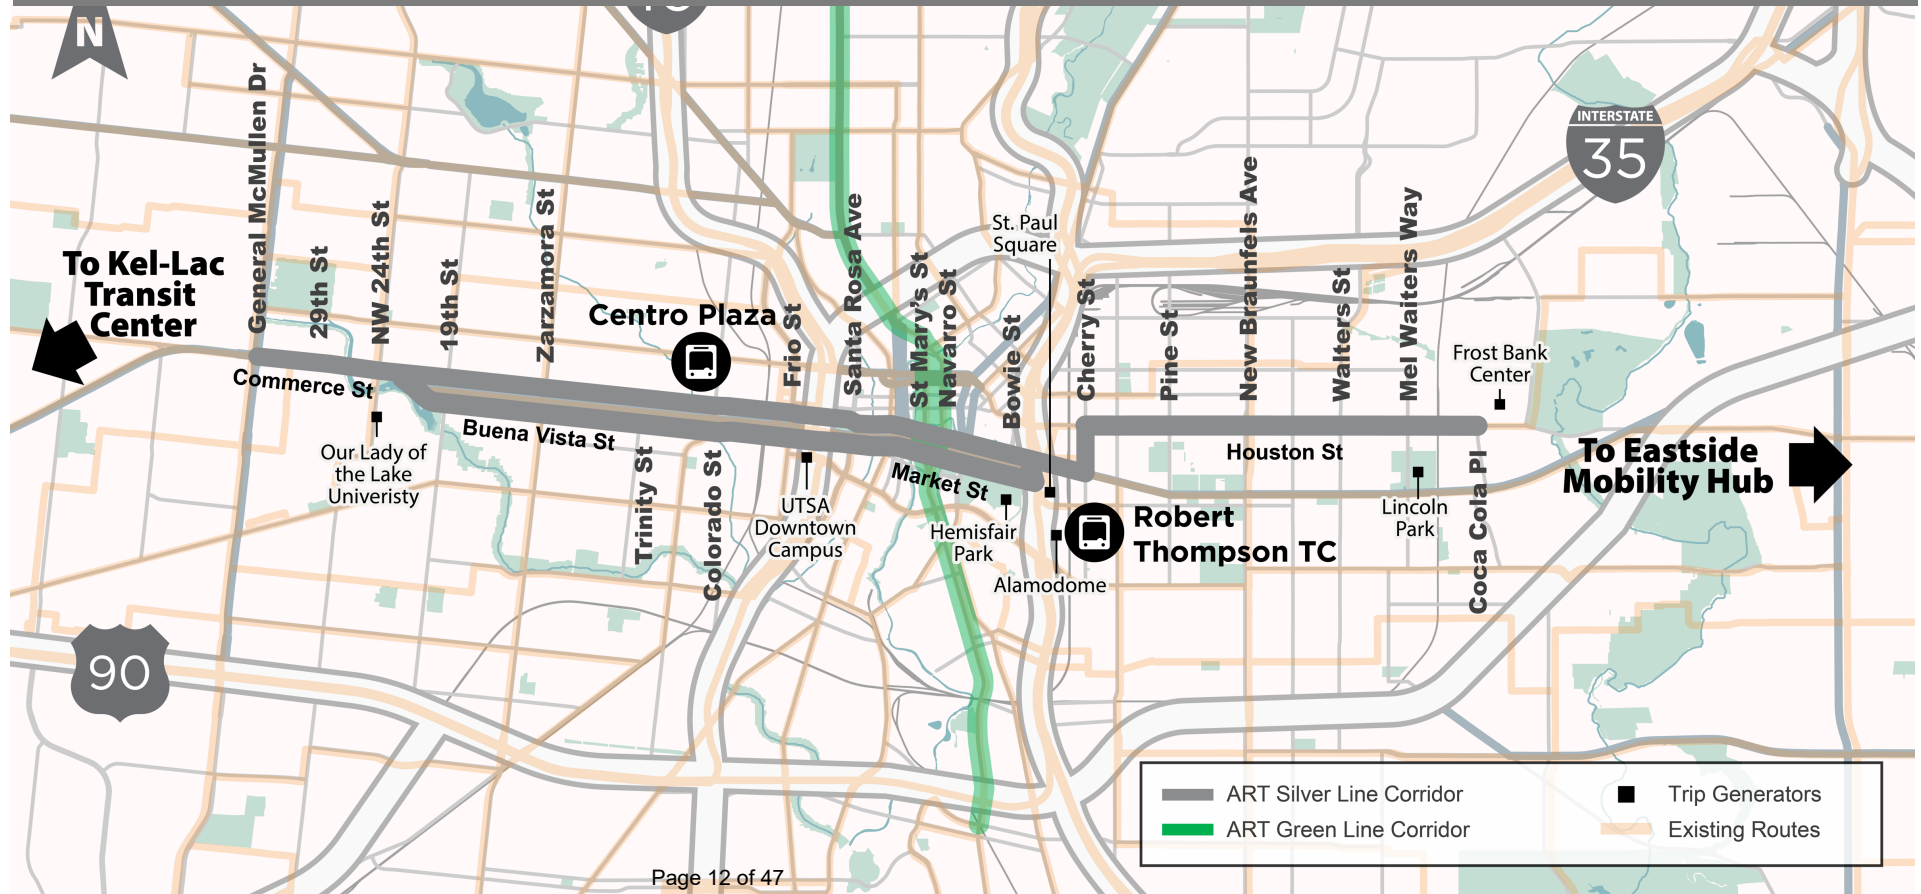 N
INTERSTATE
35
General McMullen Dr
29th St
NW 24th St
19th St
Zarzamora St
Frio St
Santa Rosa Ave
St Mary's St
Navarro St
Bowie St
St. Paul
Square
Cherry St
Pine St
New Braunfels Ave
Walters St
Mel Waiters Way
To Kel-Lac
Transit
Center
Centro Plaza
Frost Bank
Center
Commerce St
Buena Vista St
Market St
Houston St
Our Lady of
the Lake
Univeristy
Trinity St
Colorado St
UTSA
Downtown
Campus
Hemisfair
Park
Alamodome
Robert
Thompson TC
Lincoln
Park
Coca Cola Pl
To Eastside
Mobility Hub
90
ART Silver Line Corridor
Trip Generators
ART Green Line Corridor
Existing Routes
Page 12 of 47